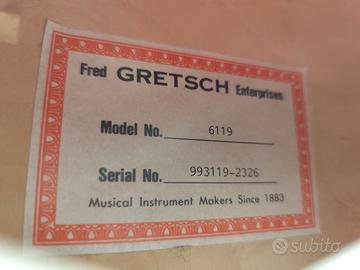 Fred GRETSCH Enterprises
Model No. 6119
Serial No. 993119-2326
Musical Instrument Makers Since 1883
subito